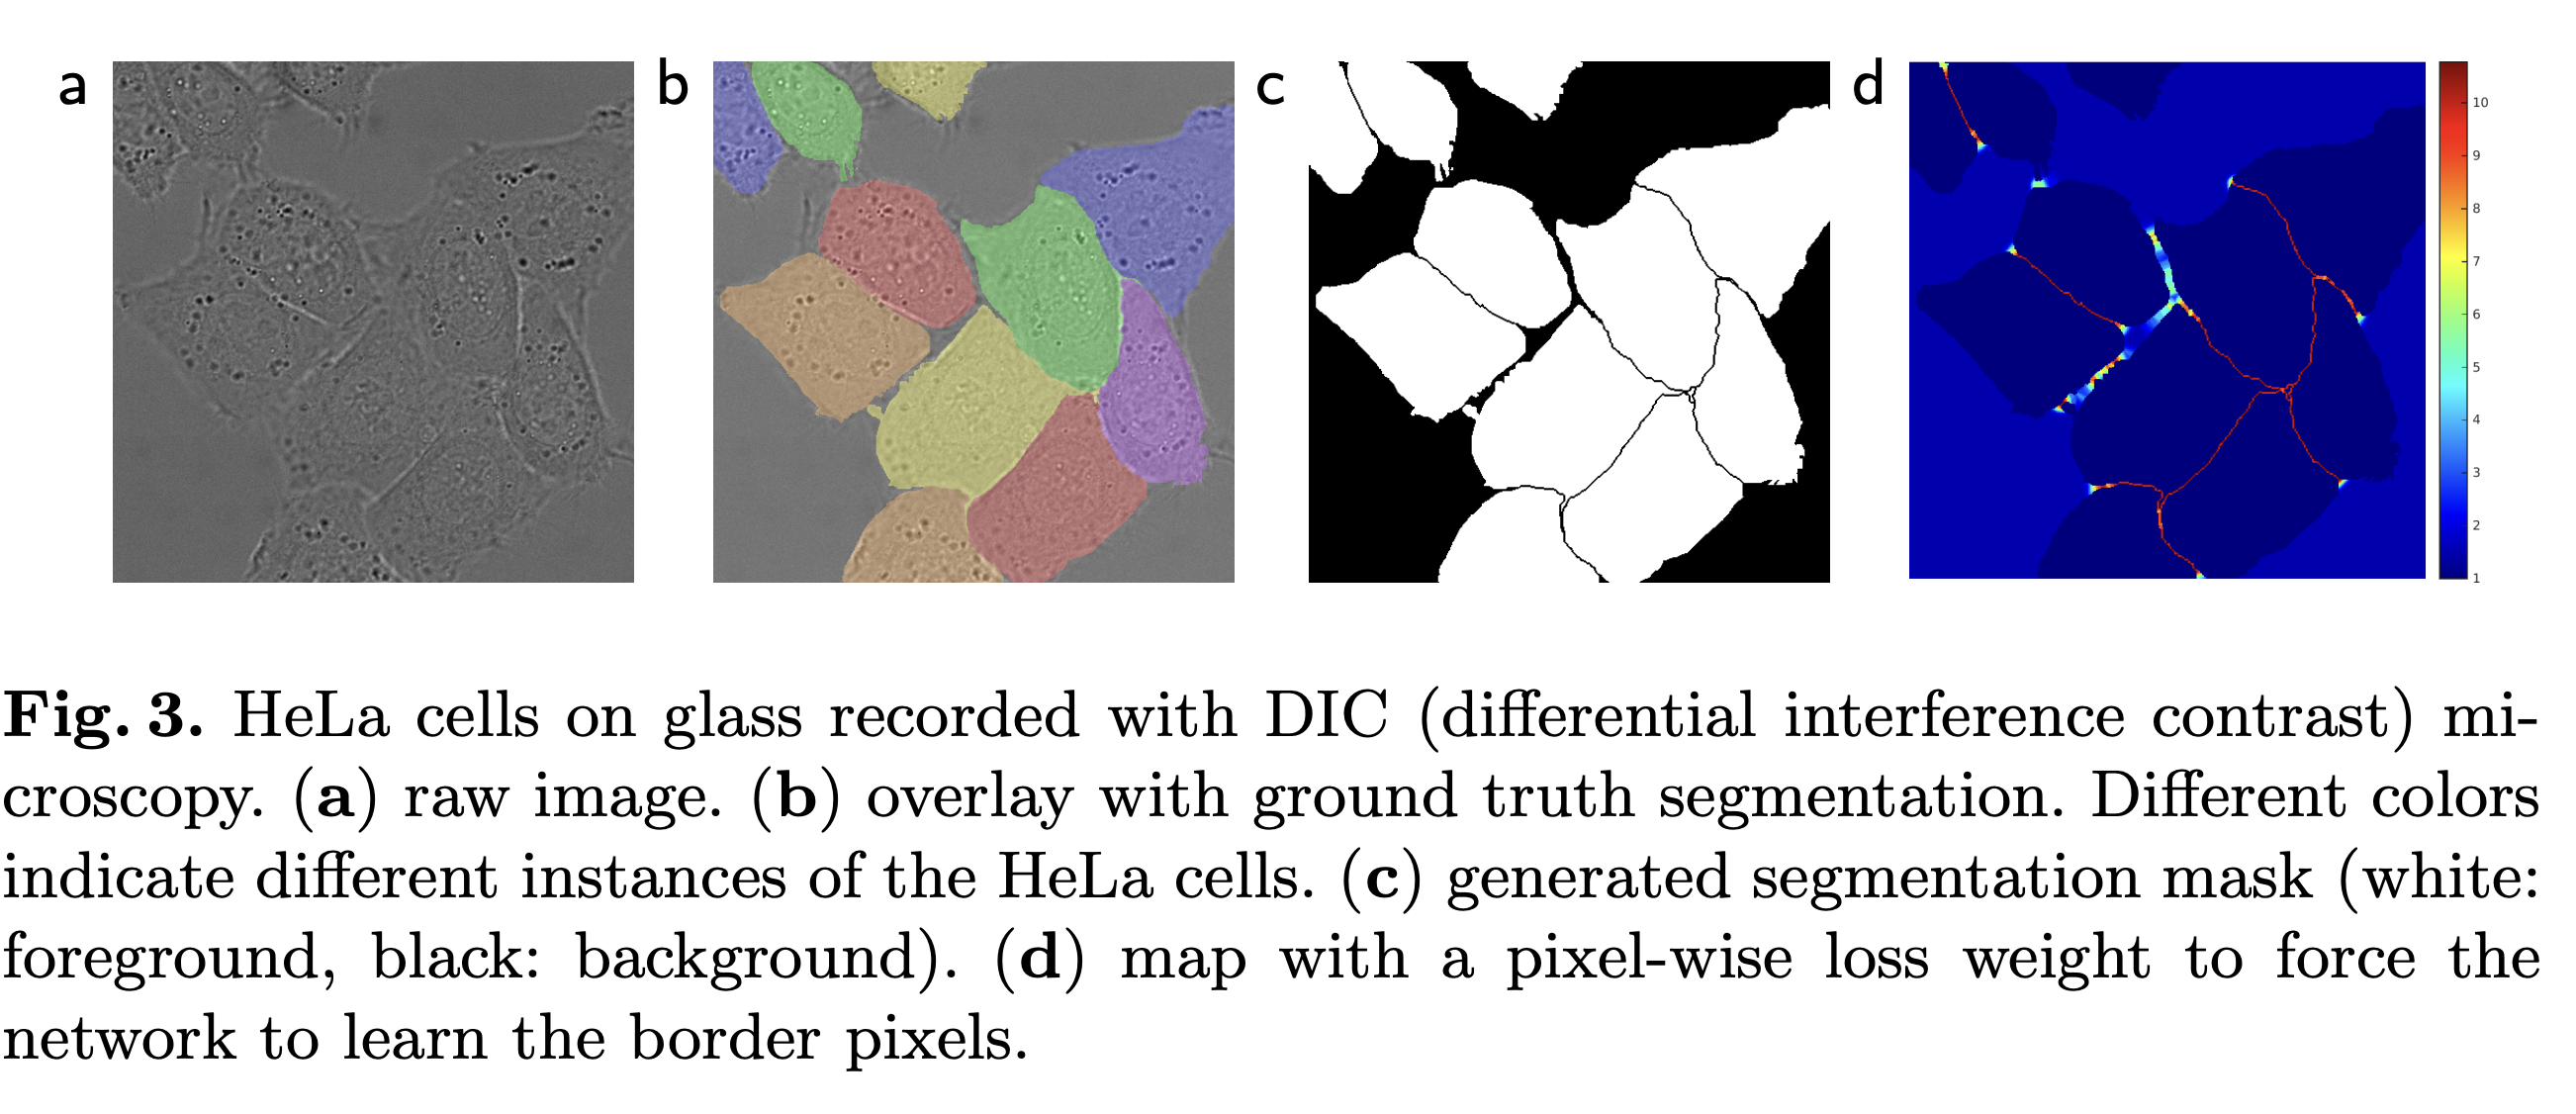 a b c d
10
9
8
7
6
5
4
3
2
1
Fig. 3. HeLa cells on glass recorded with DIC (differential interference contrast) mi-
croscopy. (a) raw image. (b) overlay with ground truth segmentation. Different colors
indicate different instances of the HeLa cells. (c) generated segmentation mask (white:
foreground, black: background). (d) map with a pixel-wise loss weight to force the
network to learn the border pixels.